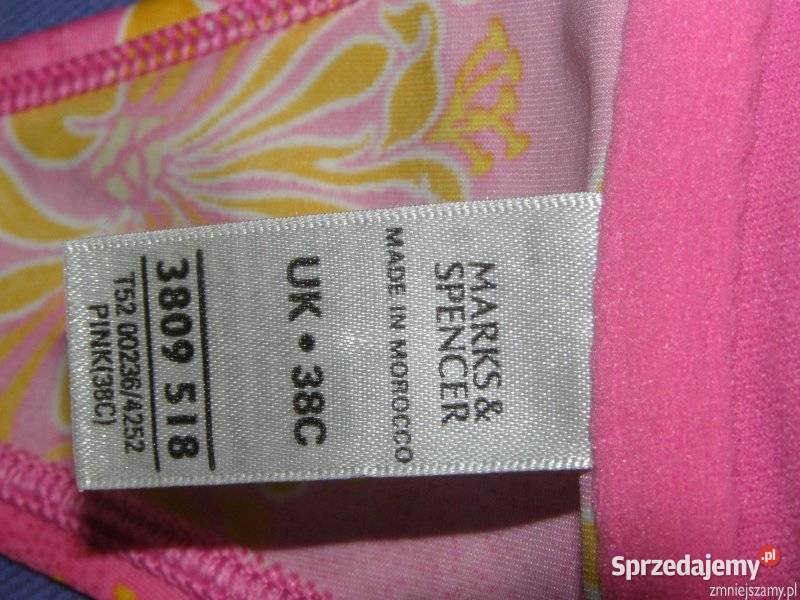 MARKS &
SPENCER
MADE IN MOROCCO
UK • 38C
3809 518
T52 00236/4252
PINK(38C)
Sprzedajemy.pl
zmniejszamy.pl